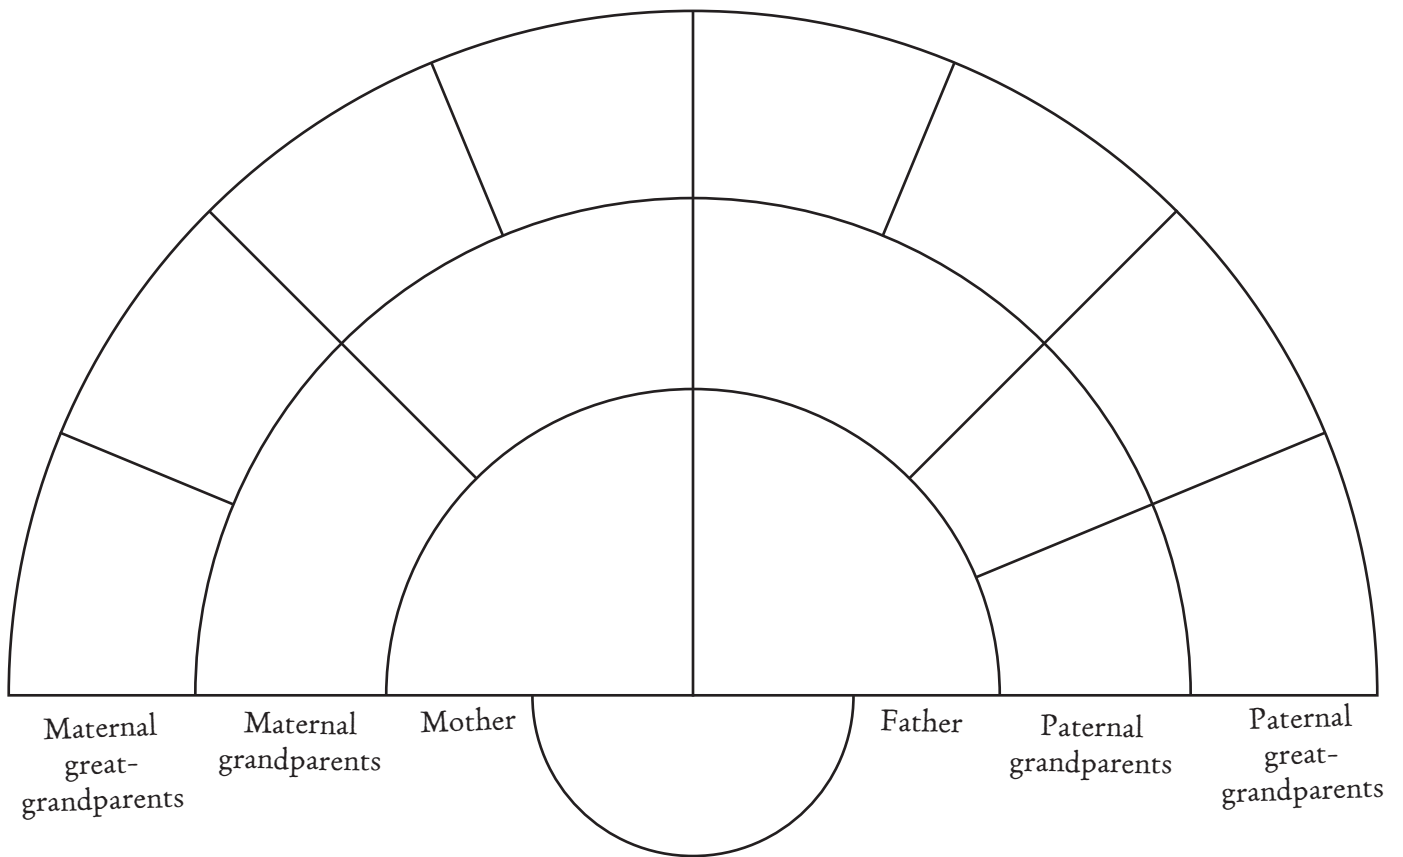 Maternal
great-
grandparents
Maternal
grandparents
Mother
Father
Paternal
grandparents
Paternal
great-
grandparents